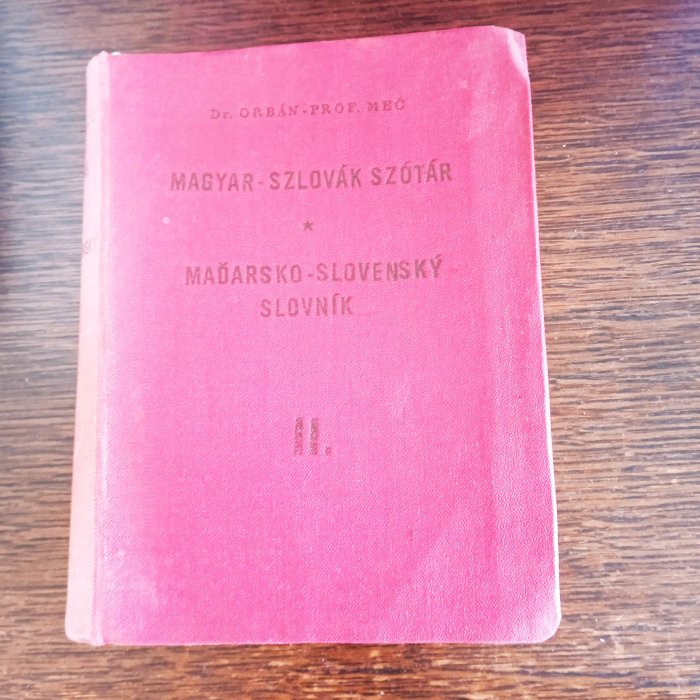 Dr. ORBÁN - PROF. MEČ
MAGYAR - SZLOVÁK SZÓTÁR
★
MAĎARSKO - SLOVENSKÝ
SLOVNÍK
II.